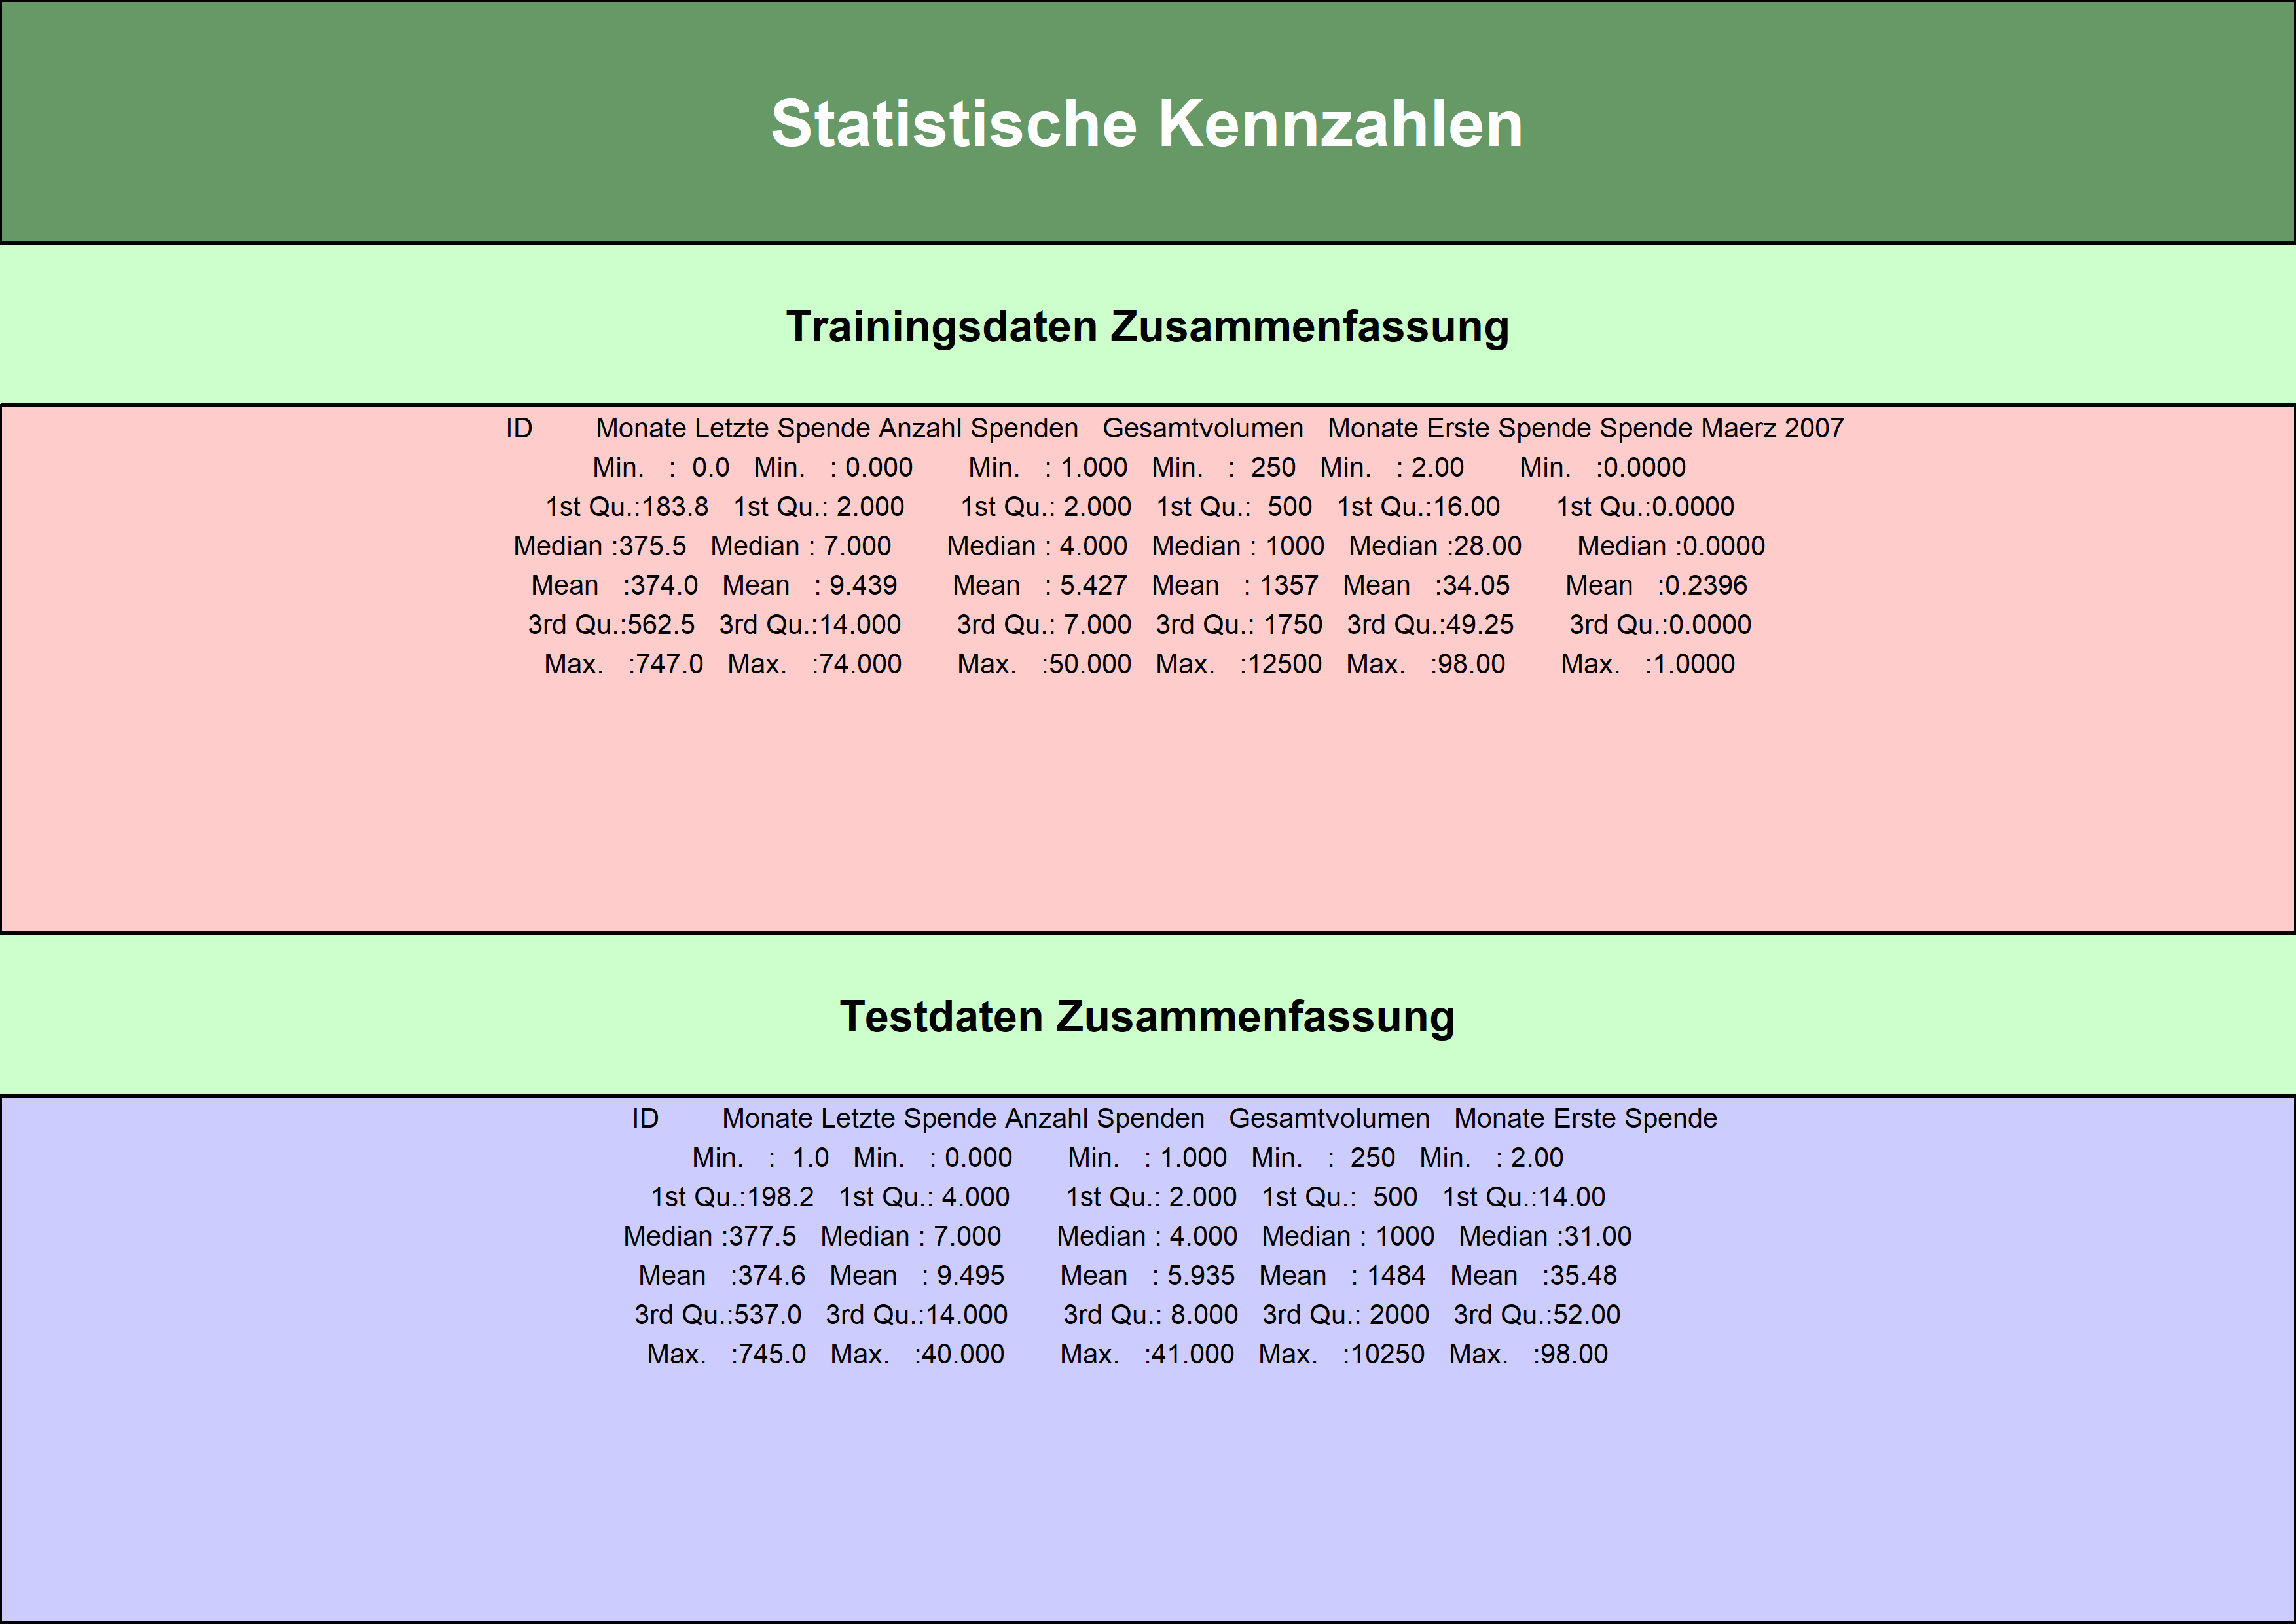 Statistische Kennzahlen
Trainingsdaten Zusammenfassung
ID Monate Letzte Spende Anzahl Spenden Gesamtvolumen Monate Erste Spende Spende Maerz 2007
Min. : 0.0 Min. : 0.000 Min. : 1.000 Min. : 250 Min. : 2.00 Min. :0.0000
1st Qu.:183.8 1st Qu.: 2.000 1st Qu.: 2.000 1st Qu.: 500 1st Qu.:16.00 1st Qu.:0.0000
Median :375.5 Median : 7.000 Median : 4.000 Median : 1000 Median :28.00 Median :0.0000
Mean :374.0 Mean : 9.439 Mean : 5.427 Mean : 1357 Mean :34.05 Mean :0.2396
3rd Qu.:562.5 3rd Qu.:14.000 3rd Qu.: 7.000 3rd Qu.: 1750 3rd Qu.:49.25 3rd Qu.:0.0000
Max. :747.0 Max. :74.000 Max. :50.000 Max. :12500 Max. :98.00 Max. :1.0000
Testdaten Zusammenfassung
ID Monate Letzte Spende Anzahl Spenden Gesamtvolumen Monate Erste Spende
Min. : 1.0 Min. : 0.000 Min. : 1.000 Min. : 250 Min. : 2.00
1st Qu.:198.2 1st Qu.: 4.000 1st Qu.: 2.000 1st Qu.: 500 1st Qu.:14.00
Median :377.5 Median : 7.000 Median : 4.000 Median : 1000 Median :31.00
Mean :374.6 Mean : 9.495 Mean : 5.935 Mean : 1484 Mean :35.48
3rd Qu.:537.0 3rd Qu.:14.000 3rd Qu.: 8.000 3rd Qu.: 2000 3rd Qu.:52.00
Max. :745.0 Max. :40.000 Max. :41.000 Max. :10250 Max. :98.00